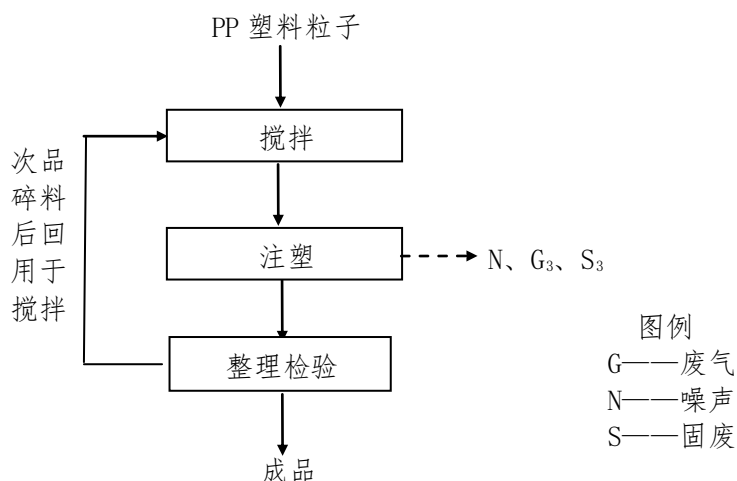 PP 塑料粒子
搅拌
次品
碎料
后回
用于
搅拌
注塑
N、G₃、S₃
整理检验
成品
图例
G——废气
N——噪声
S——固废